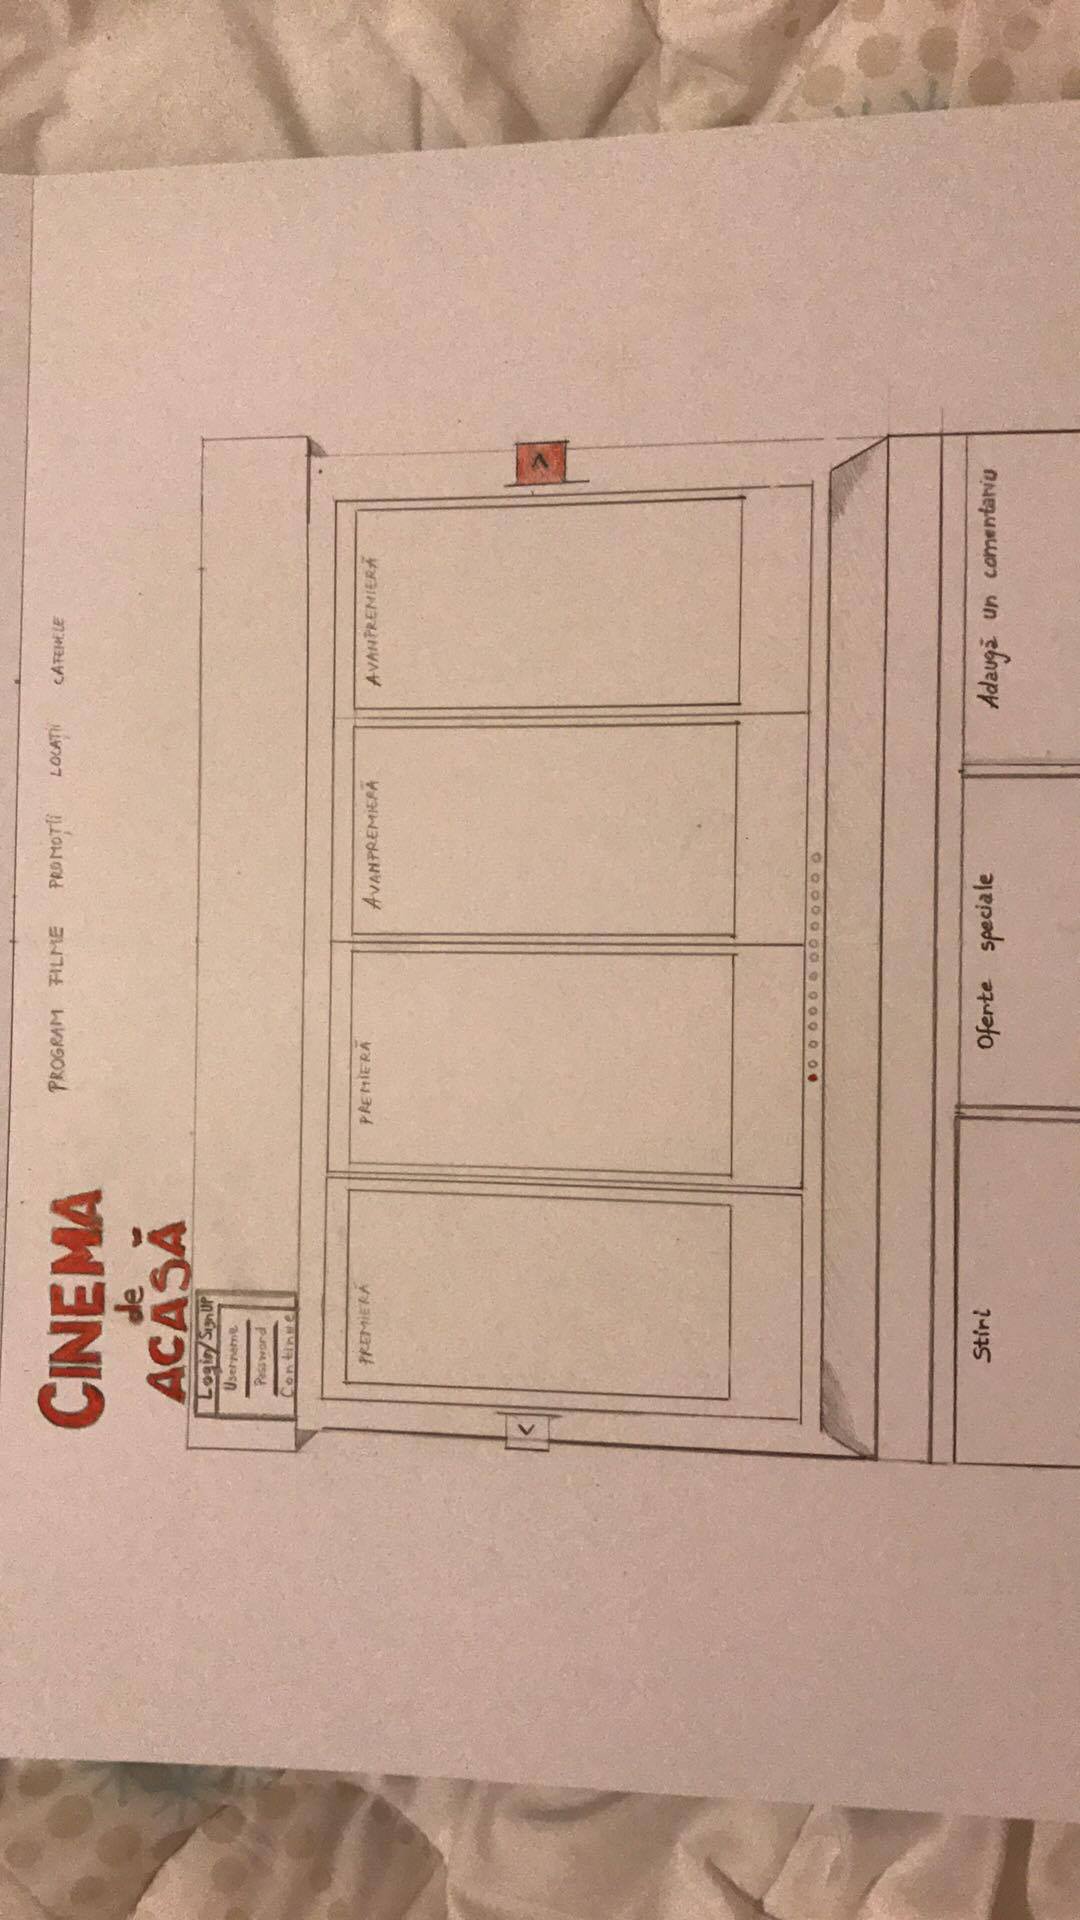 CINEMA
de
ACASĂ
PROGRAM FILME PROMOȚII LOCAȚII CAFENELE
Login/SignUP
Username
Password
Continue
PREMIERĂ PREMIERĂ AVANPREMIERĂ AVANPREMIERĂ
< >
Stiri Oferte speciale Adaugă un comentariu